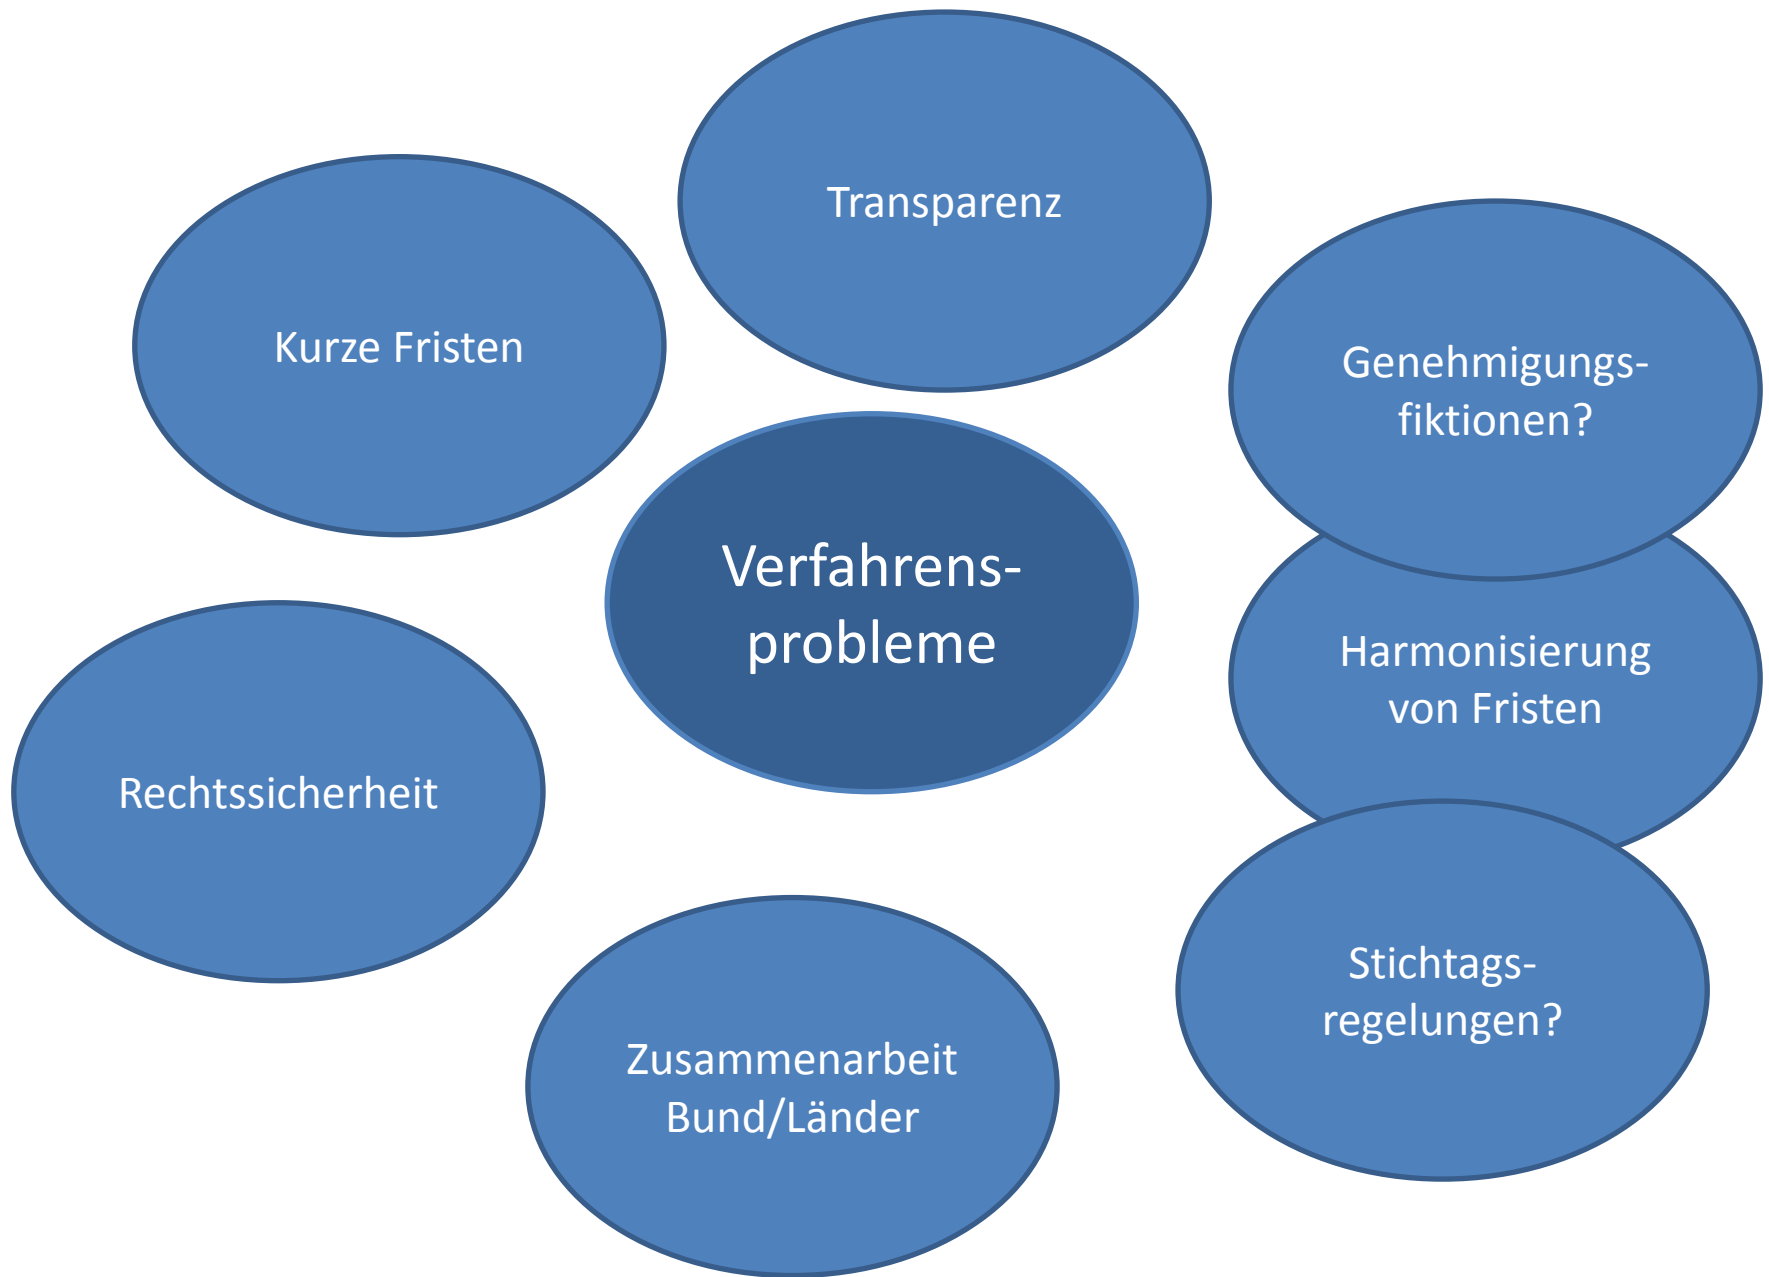 Transparenz
Kurze Fristen
Genehmigungs-
fiktionen?
Verfahrens-
probleme
Harmonisierung
von Fristen
Rechtssicherheit
Stichtags-
regelungen?
Zusammenarbeit
Bund/Länder